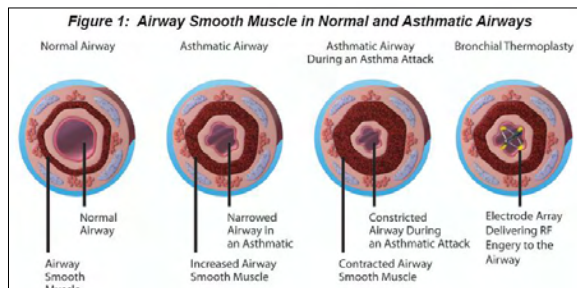 Figure 1: Airway Smooth Muscle in Normal and Asthmatic Airways
Normal Airway
Asthmatic Airway
Asthmatic Airway
During an Asthma Attack
Bronchial Thermoplasty
Normal
Airway
Narrowed
Airway in
an Asthmatic
Constricted
Airway During
an Asthmatic Attack
Electrode Array
Delivering RF
Engery to the
Airway
Airway
Smooth
Muscle
Increased Airway
Smooth Muscle
Contracted Airway
Smooth Muscle